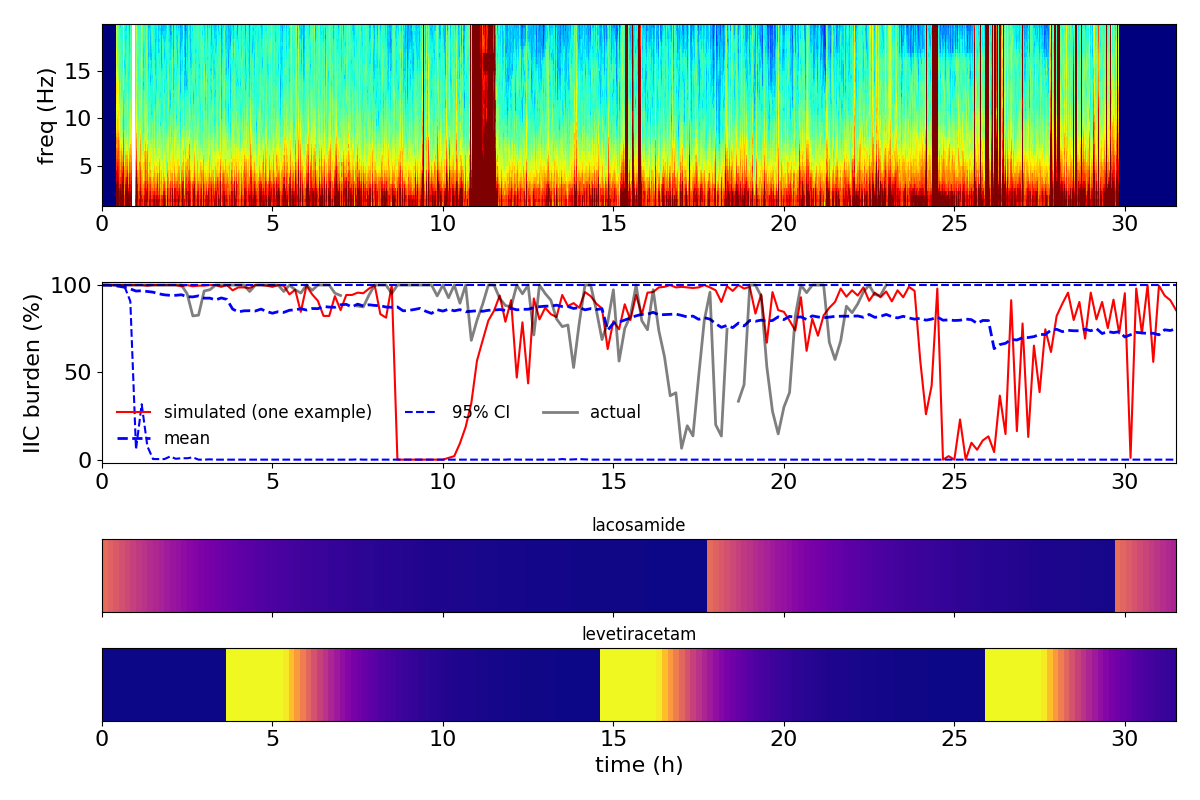 freq (Hz)
15
10
5
0 5 10 15 20 25 30
IIC burden (%)
100
50
0
simulated (one example) 95% CI actual
mean
0 5 10 15 20 25 30
lacosamide
levetiracetam
0 5 10 15 20 25 30
time (h)